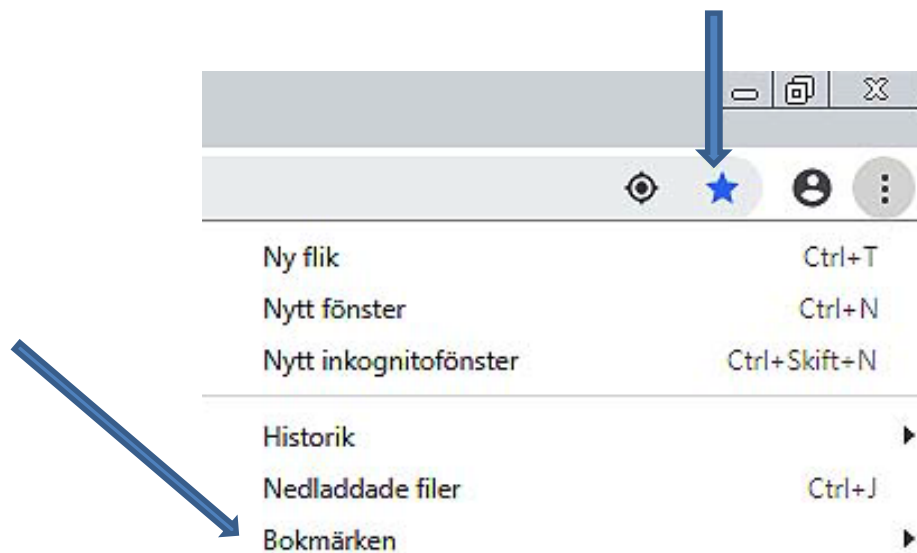 Ny flik Ctrl+T
Nytt fönster Ctrl+N
Nytt inkognitofönster Ctrl+Skift+N
Historik
Nedladdade filer Ctrl+J
Bokmärken